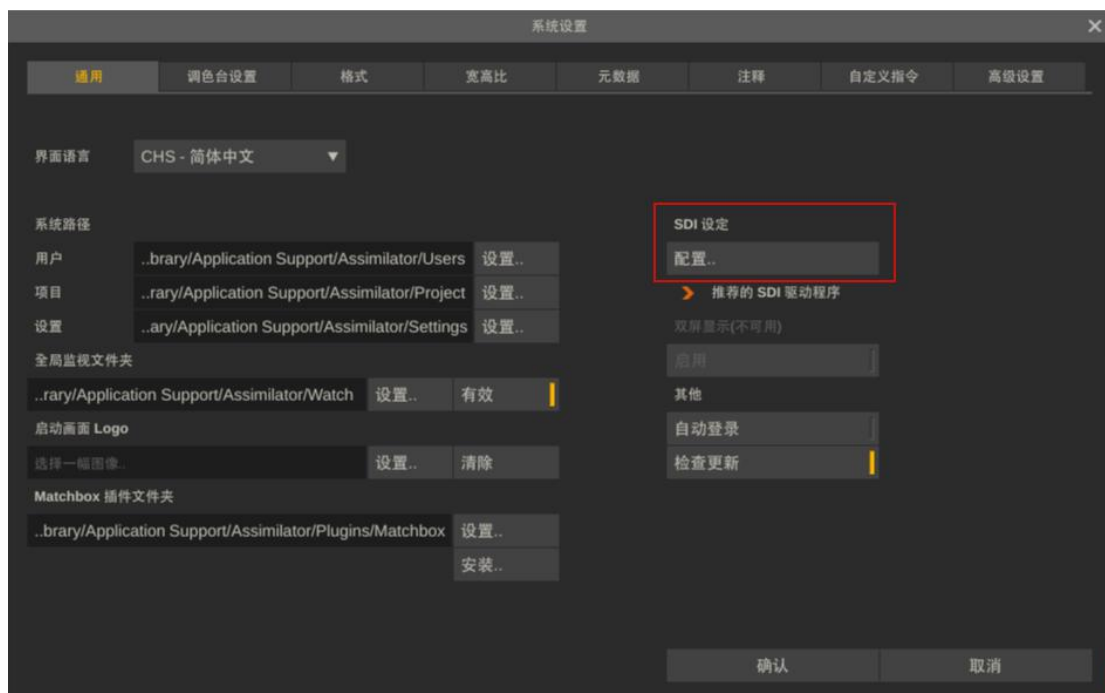 系统设置
通用 调色台设置 格式 宽高比 元数据 注释 自定义指令 高级设置
界面语言 CHS - 简体中文
系统路径
用户 ..brary/Application Support/Assimilator/Users 设置..
项目 ..rary/Application Support/Assimilator/Project 设置..
设置 ..ary/Application Support/Assimilator/Settings 设置..
全局监视文件夹
..rary/Application Support/Assimilator/Watch 设置.. 有效
启动画面 Logo
选择一幅图像.. 设置.. 清除
Matchbox 插件文件夹
..brary/Application Support/Assimilator/Plugins/Matchbox 设置..
安装..
SDI 设定
配置..
推荐的 SDI 驱动程序
双屏显示(不可用)
启用
其他
自动登录
检查更新
确认 取消